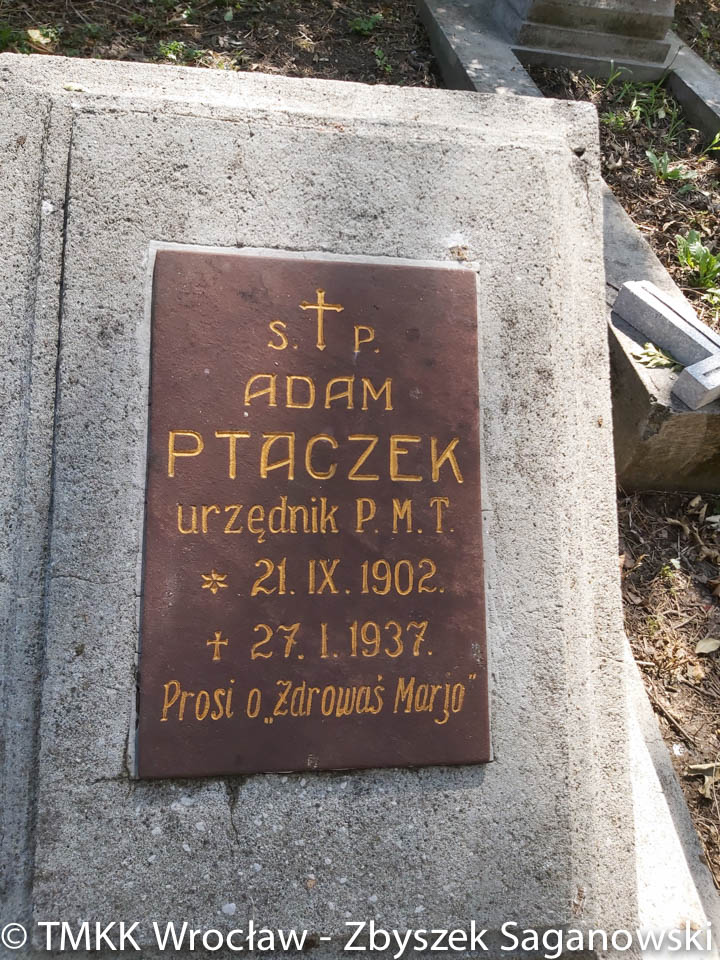 S. P.
ADAM
PTACZEK
urzędnik P. M. T.
* 21. IX. 1902.
✝ 27. I. 1937.
Prosi o „Zdrowaś Marjo"
© TMKK Wrocław - Zbyszek Saganowski ®